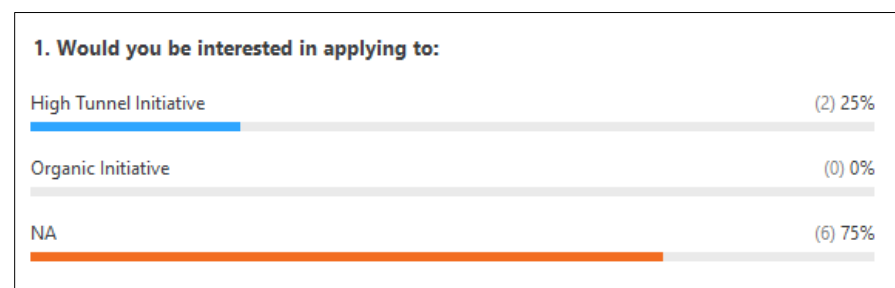 1. Would you be interested in applying to:
High Tunnel Initiative (2) 25%
Organic Initiative (0) 0%
NA (6) 75%